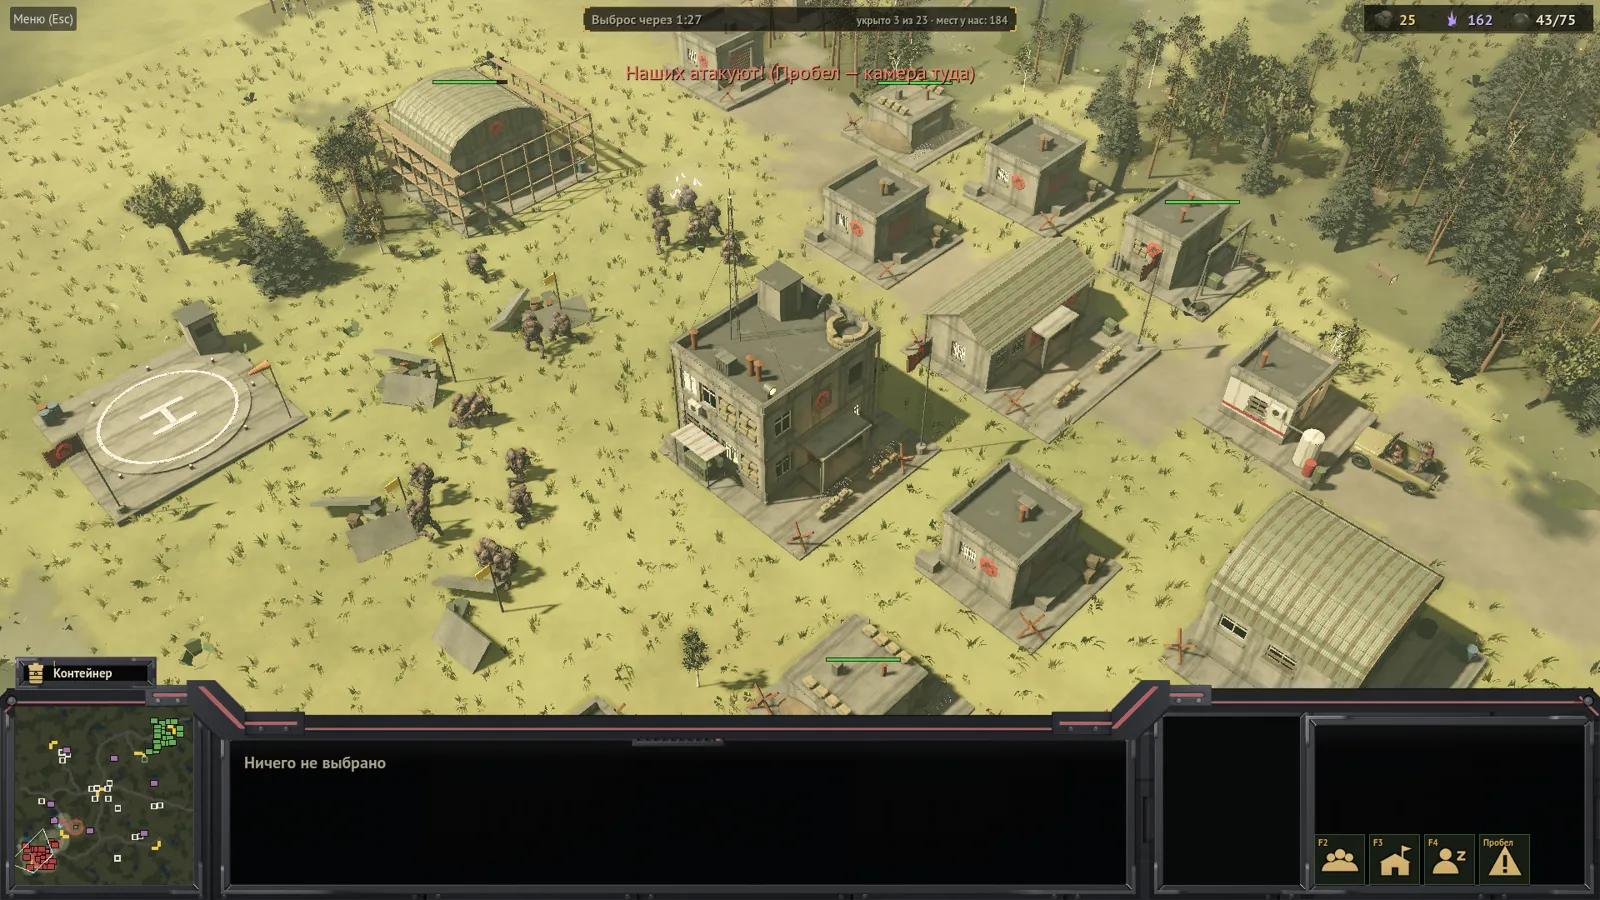 Меню (Esc)
Выброс через 1:27
укрыто 3 из 23 · мест у нас: 184
25
162
43/75
Наших атакуют! (Пробел — камера туда)
H
Контейнер
Ничего не выбрано
F2
F3
F4
Z
Пробел